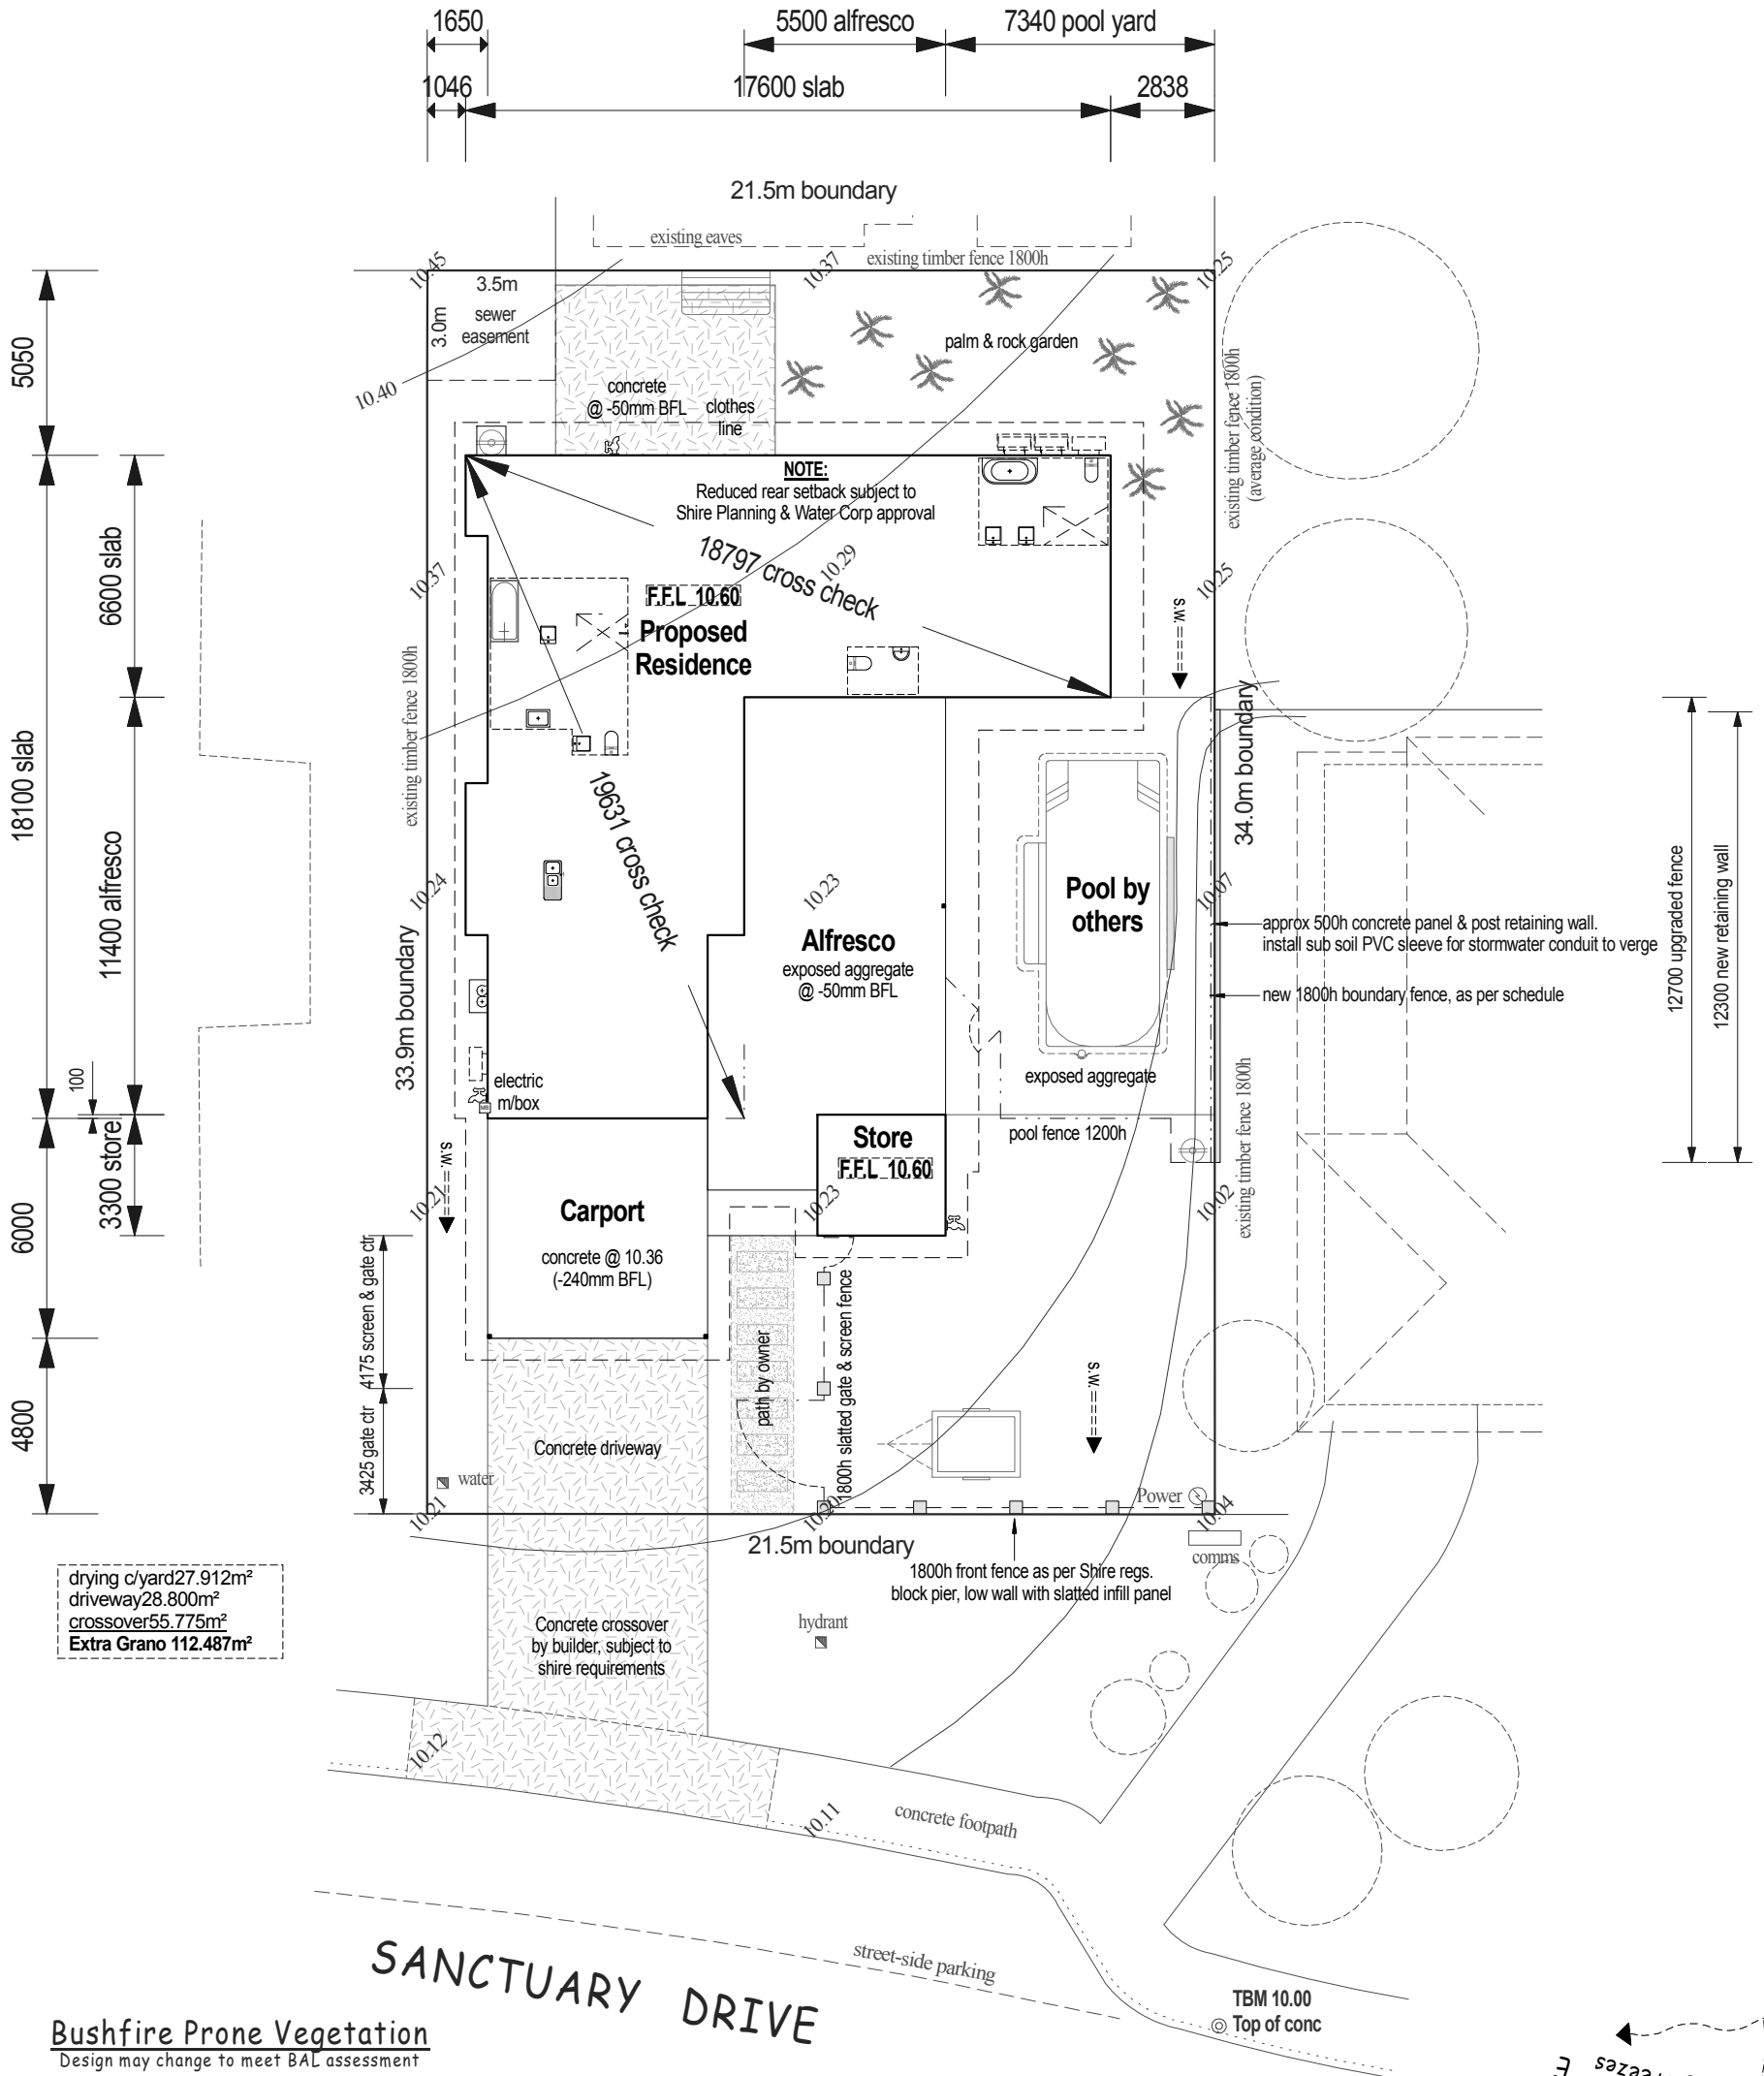 1650
5500 alfresco
7340 pool yard
1046
17600 slab
2838
21.5m boundary
existing eaves
existing timber fence 1800h
10.45
10.37
10.25
3.5m
3.0m
sewer
easement
palm & rock garden
5050
10.40
concrete
@ -50mm BFL
clothes
line
existing timber fence 1800h
(average condition)
NOTE:
Reduced rear setback subject to
Shire Planning & Water Corp approval
10.29
18797 cross check
10.37
10.25
6600 slab
F.F.L 10.60
Proposed
Residence
S.W.
existing timber fence 1800h
34.0m boundary
18100 slab
11400 alfresco
19631 cross check
10.24
10.23
10.07
Pool by
others
Alfresco
exposed aggregate
@ -50mm BFL
approx 500h concrete panel & post retaining wall.
install sub soil PVC sleeve for stormwater conduit to verge
new 1800h boundary fence, as per schedule
12700 upgraded fence
12300 new retaining wall
33.9m boundary
100
electric
m/box
MB
exposed aggregate
pool fence 1200h
existing timber fence 1800h
Store
F.F.L 10.60
3300 store
6000
S.W.
10.21
10.23
10.02
Carport
concrete @ 10.36
(-240mm BFL)
4175 screen & gate ctr
3425 gate ctr
4800
path by owner
1800h slatted gate & screen fence
S.W.
Concrete driveway
water
Power
10.21
10.20
10.04
21.5m boundary
comms
1800h front fence as per Shire regs.
block pier, low wall with slatted infill panel
drying c/yard27.912m²
driveway28.800m²
crossover55.775m²
Extra Grano 112.487m²
Concrete crossover
by builder, subject to
shire requirements
hydrant
10.12
10.11
concrete footpath
street-side parking
SANCTUARY DRIVE
TBM 10.00
Top of conc
Bushfire Prone Vegetation
Design may change to meet BAL assessment